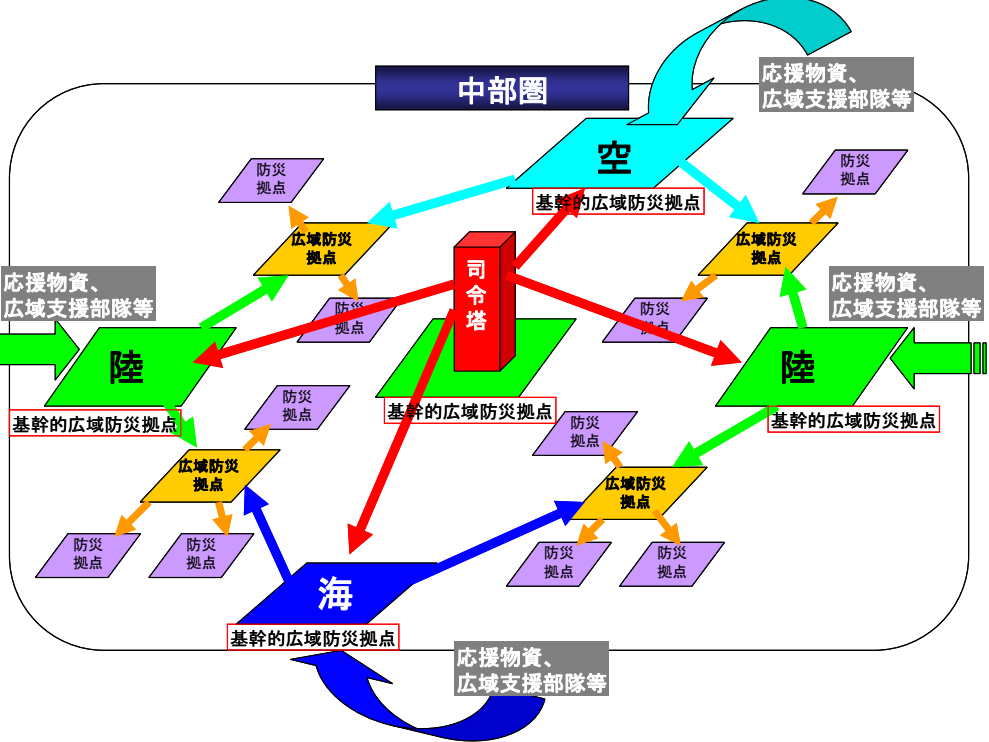 中部圏
応援物資、
広域支援部隊等
空
基幹的広域防災拠点
防災
拠点
防災
拠点
広域防災
拠点
広域防災
拠点
司
令
塔
応援物資、
広域支援部隊等
応援物資、
広域支援部隊等
防災
拠点
防災
拠点
陸
陸
基幹的広域防災拠点
基幹的広域防災拠点
基幹的広域防災拠点
防災
拠点
防災
拠点
広域防災
拠点
広域防災
拠点
防災
拠点
防災
拠点
防災
拠点
防災
拠点
海
基幹的広域防災拠点
応援物資、
広域支援部隊等